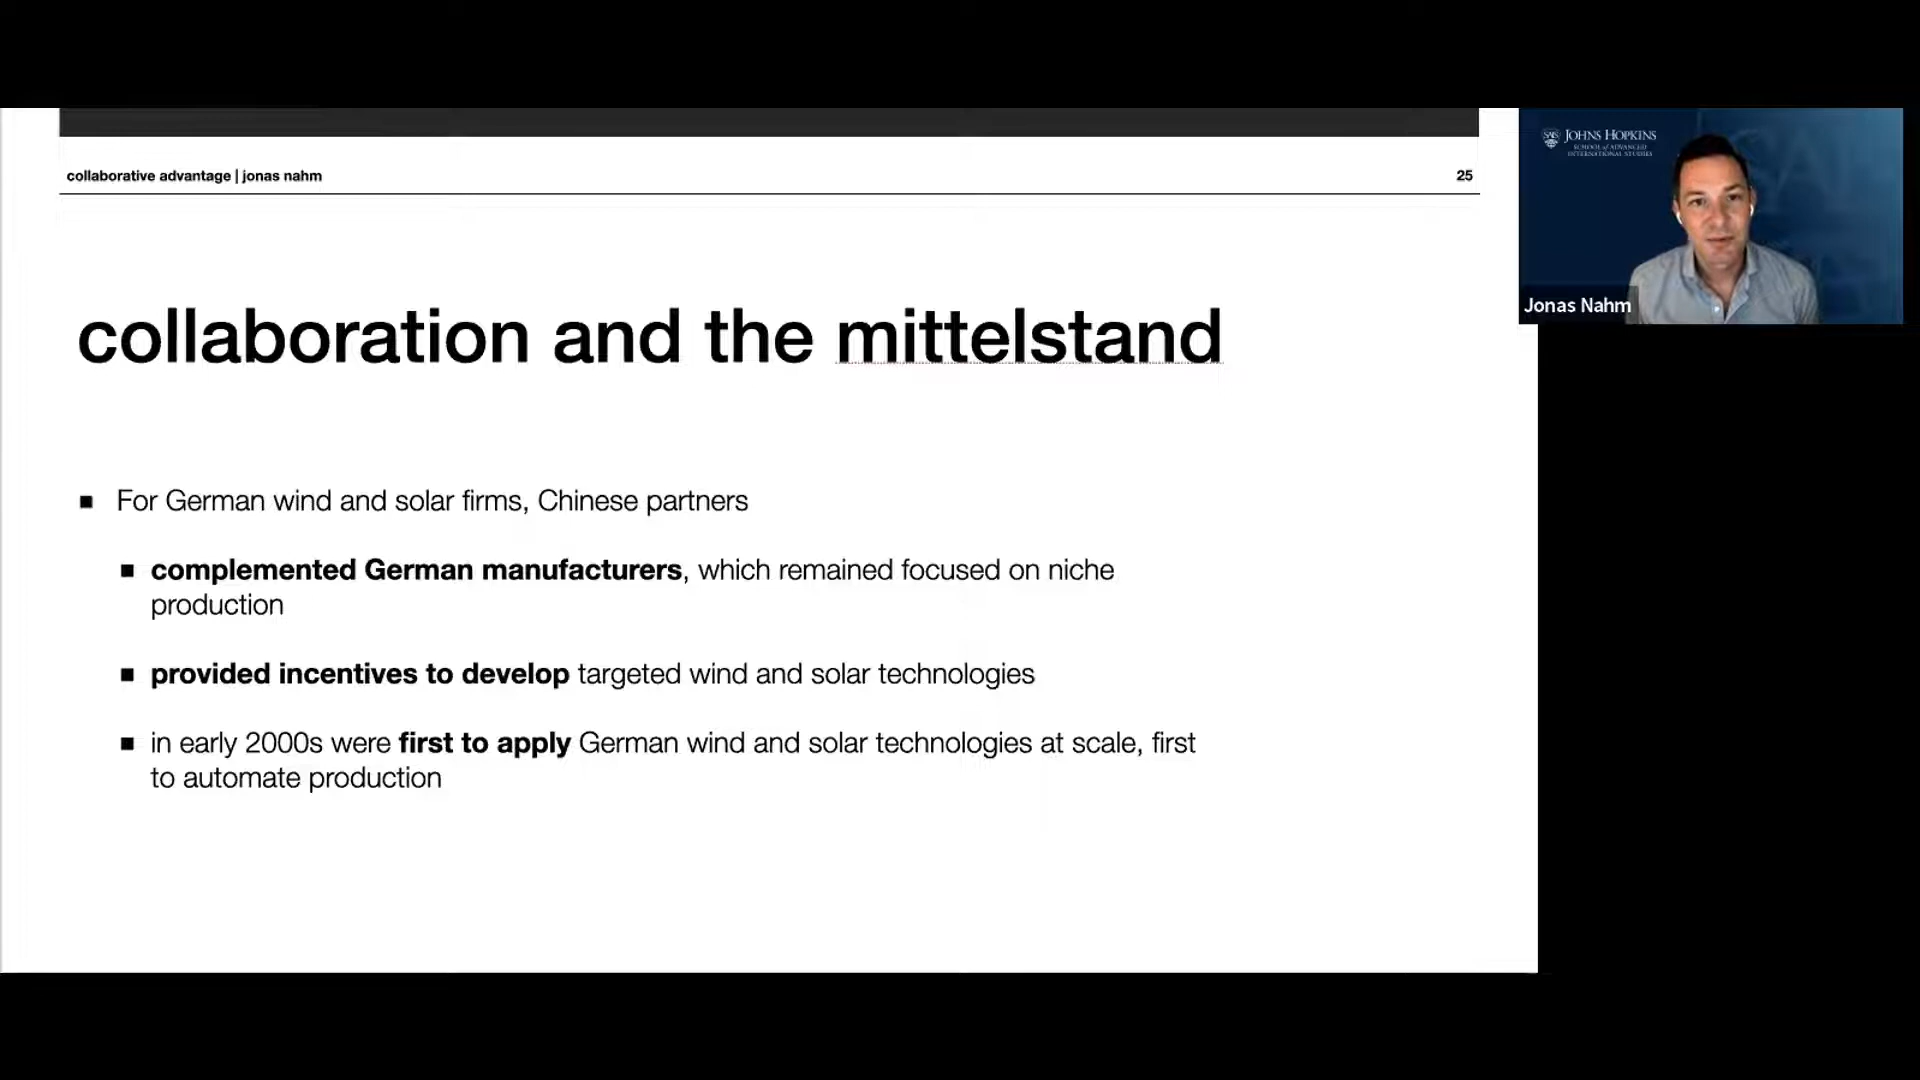 collaborative advantage | jonas nahm
25
collaboration and the mittelstand
For German wind and solar firms, Chinese partners
complemented German manufacturers, which remained focused on niche
production
provided incentives to develop targeted wind and solar technologies
in early 2000s were first to apply German wind and solar technologies at scale, first
to automate production
SAIS
JOHNS HOPKINS
SCHOOL of ADVANCED
INTERNATIONAL STUDIES
Jonas Nahm